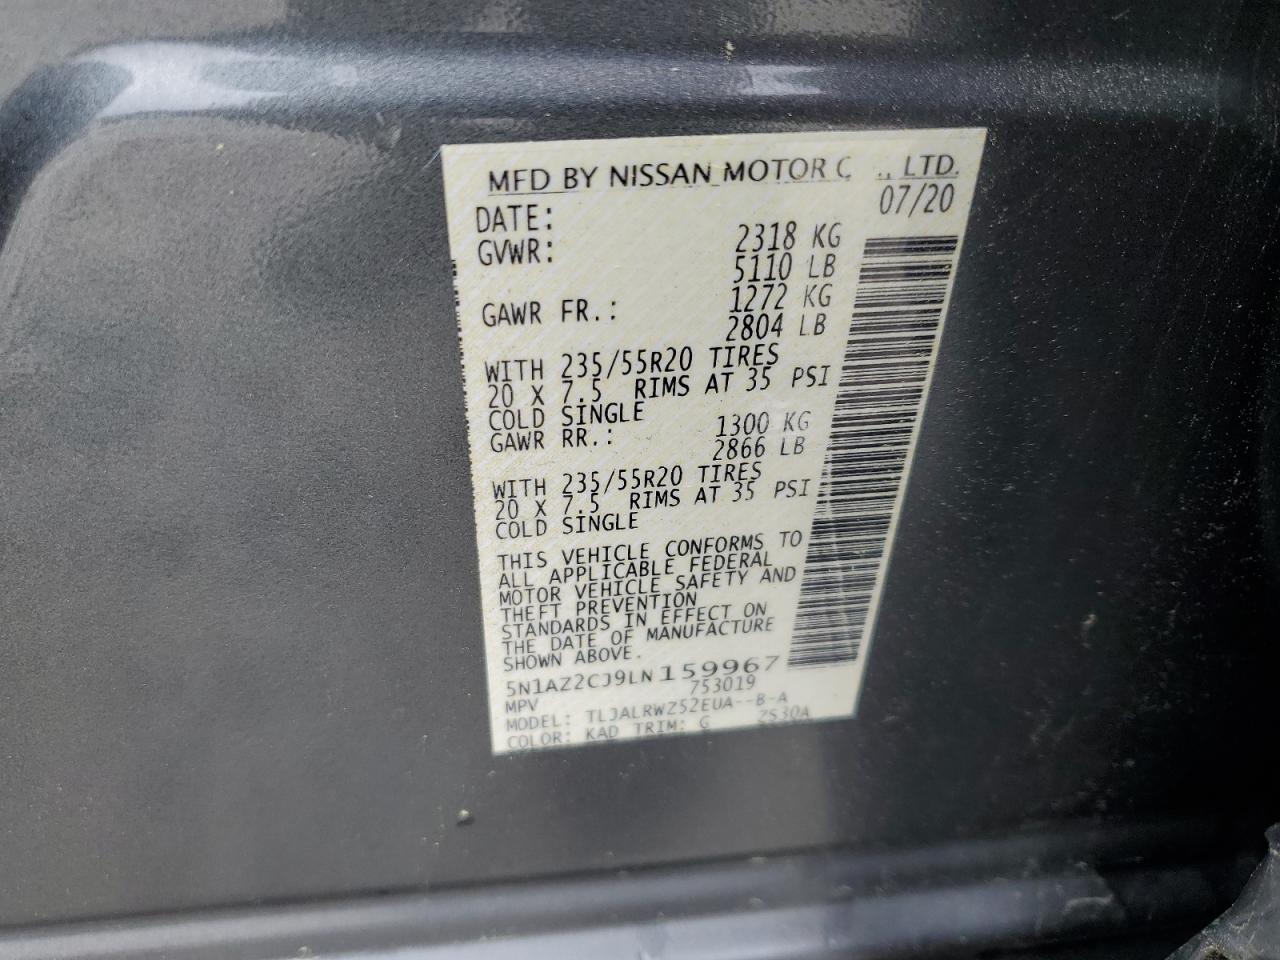 MFD BY NISSAN MOTOR C ., LTD.
DATE: 07/20
GVWR: 2318 KG
5110 LB
GAWR FR.: 1272 KG
2804 LB
WITH 235/55R20 TIRES
20 X 7.5 RIMS AT 35 PSI
COLD SINGLE
GAWR RR.: 1300 KG
2866 LB
WITH 235/55R20 TIRES
20 X 7.5 RIMS AT 35 PSI
COLD SINGLE
THIS VEHICLE CONFORMS TO
ALL APPLICABLE FEDERAL
MOTOR VEHICLE SAFETY AND
THEFT PREVENTION
STANDARDS IN EFFECT ON
THE DATE OF MANUFACTURE
SHOWN ABOVE.
5N1AZ2CJ9LN159967
MPV 753019
MODEL: TLJALRWZ52EUA--B-A
COLOR: KAD TRIM: G ZS30A